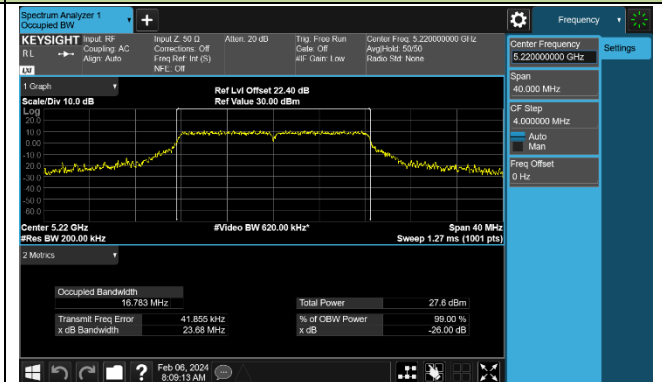 Spectrum Analyzer 1
Occupied BW
Frequency
KEYSIGHT
RL
LXI
Input: RF
Coupling: AC
Align: Auto
Input Z: 50 Ω
Corrections: Off
Freq Ref: Int (S)
NFE: Off
Atten: 20 dB
Trig: Free Run
Gate: Off
#IF Gain: Low
Center Freq: 5.220000000 GHz
Avg|Hold: 50/50
Radio Std: None
Center Frequency
5.220000000 GHz
Settings
Span
40.000 MHz
CF Step
4.000000 MHz
Auto
Man
Freq Offset
0 Hz
1 Graph
Scale/Div 10.0 dB
Ref Lvl Offset 22.40 dB
Ref Value 30.00 dBm
Log
20.0
10.0
0.00
-10.0
-20.0
-30.0
-40.0
-50.0
-60.0
Center 5.22 GHz
#Res BW 200.00 kHz
#Video BW 620.00 kHz*
Span 40 MHz
Sweep 1.27 ms (1001 pts)
2 Metrics
Occupied Bandwidth
16.783 MHz
Total Power 27.6 dBm
Transmit Freq Error 41.855 kHz
% of OBW Power 99.00 %
x dB Bandwidth 23.68 MHz
x dB -26.00 dB
?
Feb 06, 2024
8:09:13 AM